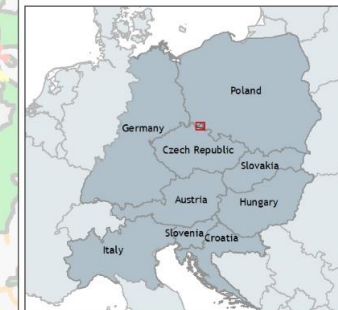 Poland
Germany
Czech Republic
Slovakia
Austria
Hungary
Slovenia
Croatia
Italy